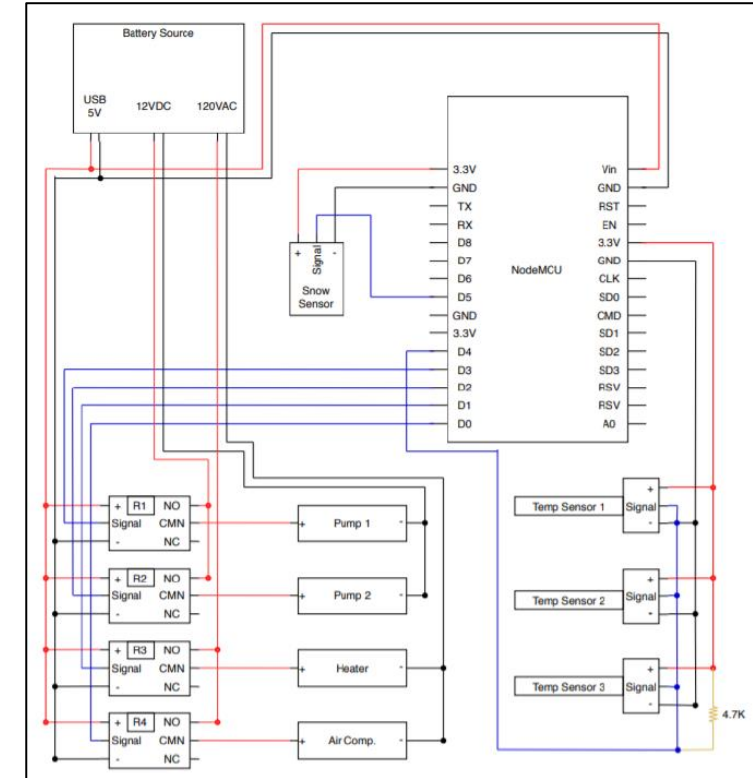 Battery Source
USB
5V
12VDC
120VAC
3.3V
GND
TX
RX
D8
D7
D6
D5
GND
3.3V
D4
D3
D2
D1
D0
NodeMCU
Vin
GND
RST
EN
3.3V
GND
CLK
SD0
CMD
SD1
SD2
SD3
RSV
RSV
A0
+ Signal -
Snow
Sensor
+ R1 NO
Signal CMN
- NC
+ Pump 1 -
+ R2 NO
Signal CMN
- NC
+ Pump 2 -
+ R3 NO
Signal CMN
- NC
+ Heater -
+ R4 NO
Signal CMN
- NC
+ Air Comp. -
+
Temp Sensor 1 Signal
-
+
Temp Sensor 2 Signal
-
+
Temp Sensor 3 Signal
-
4.7K